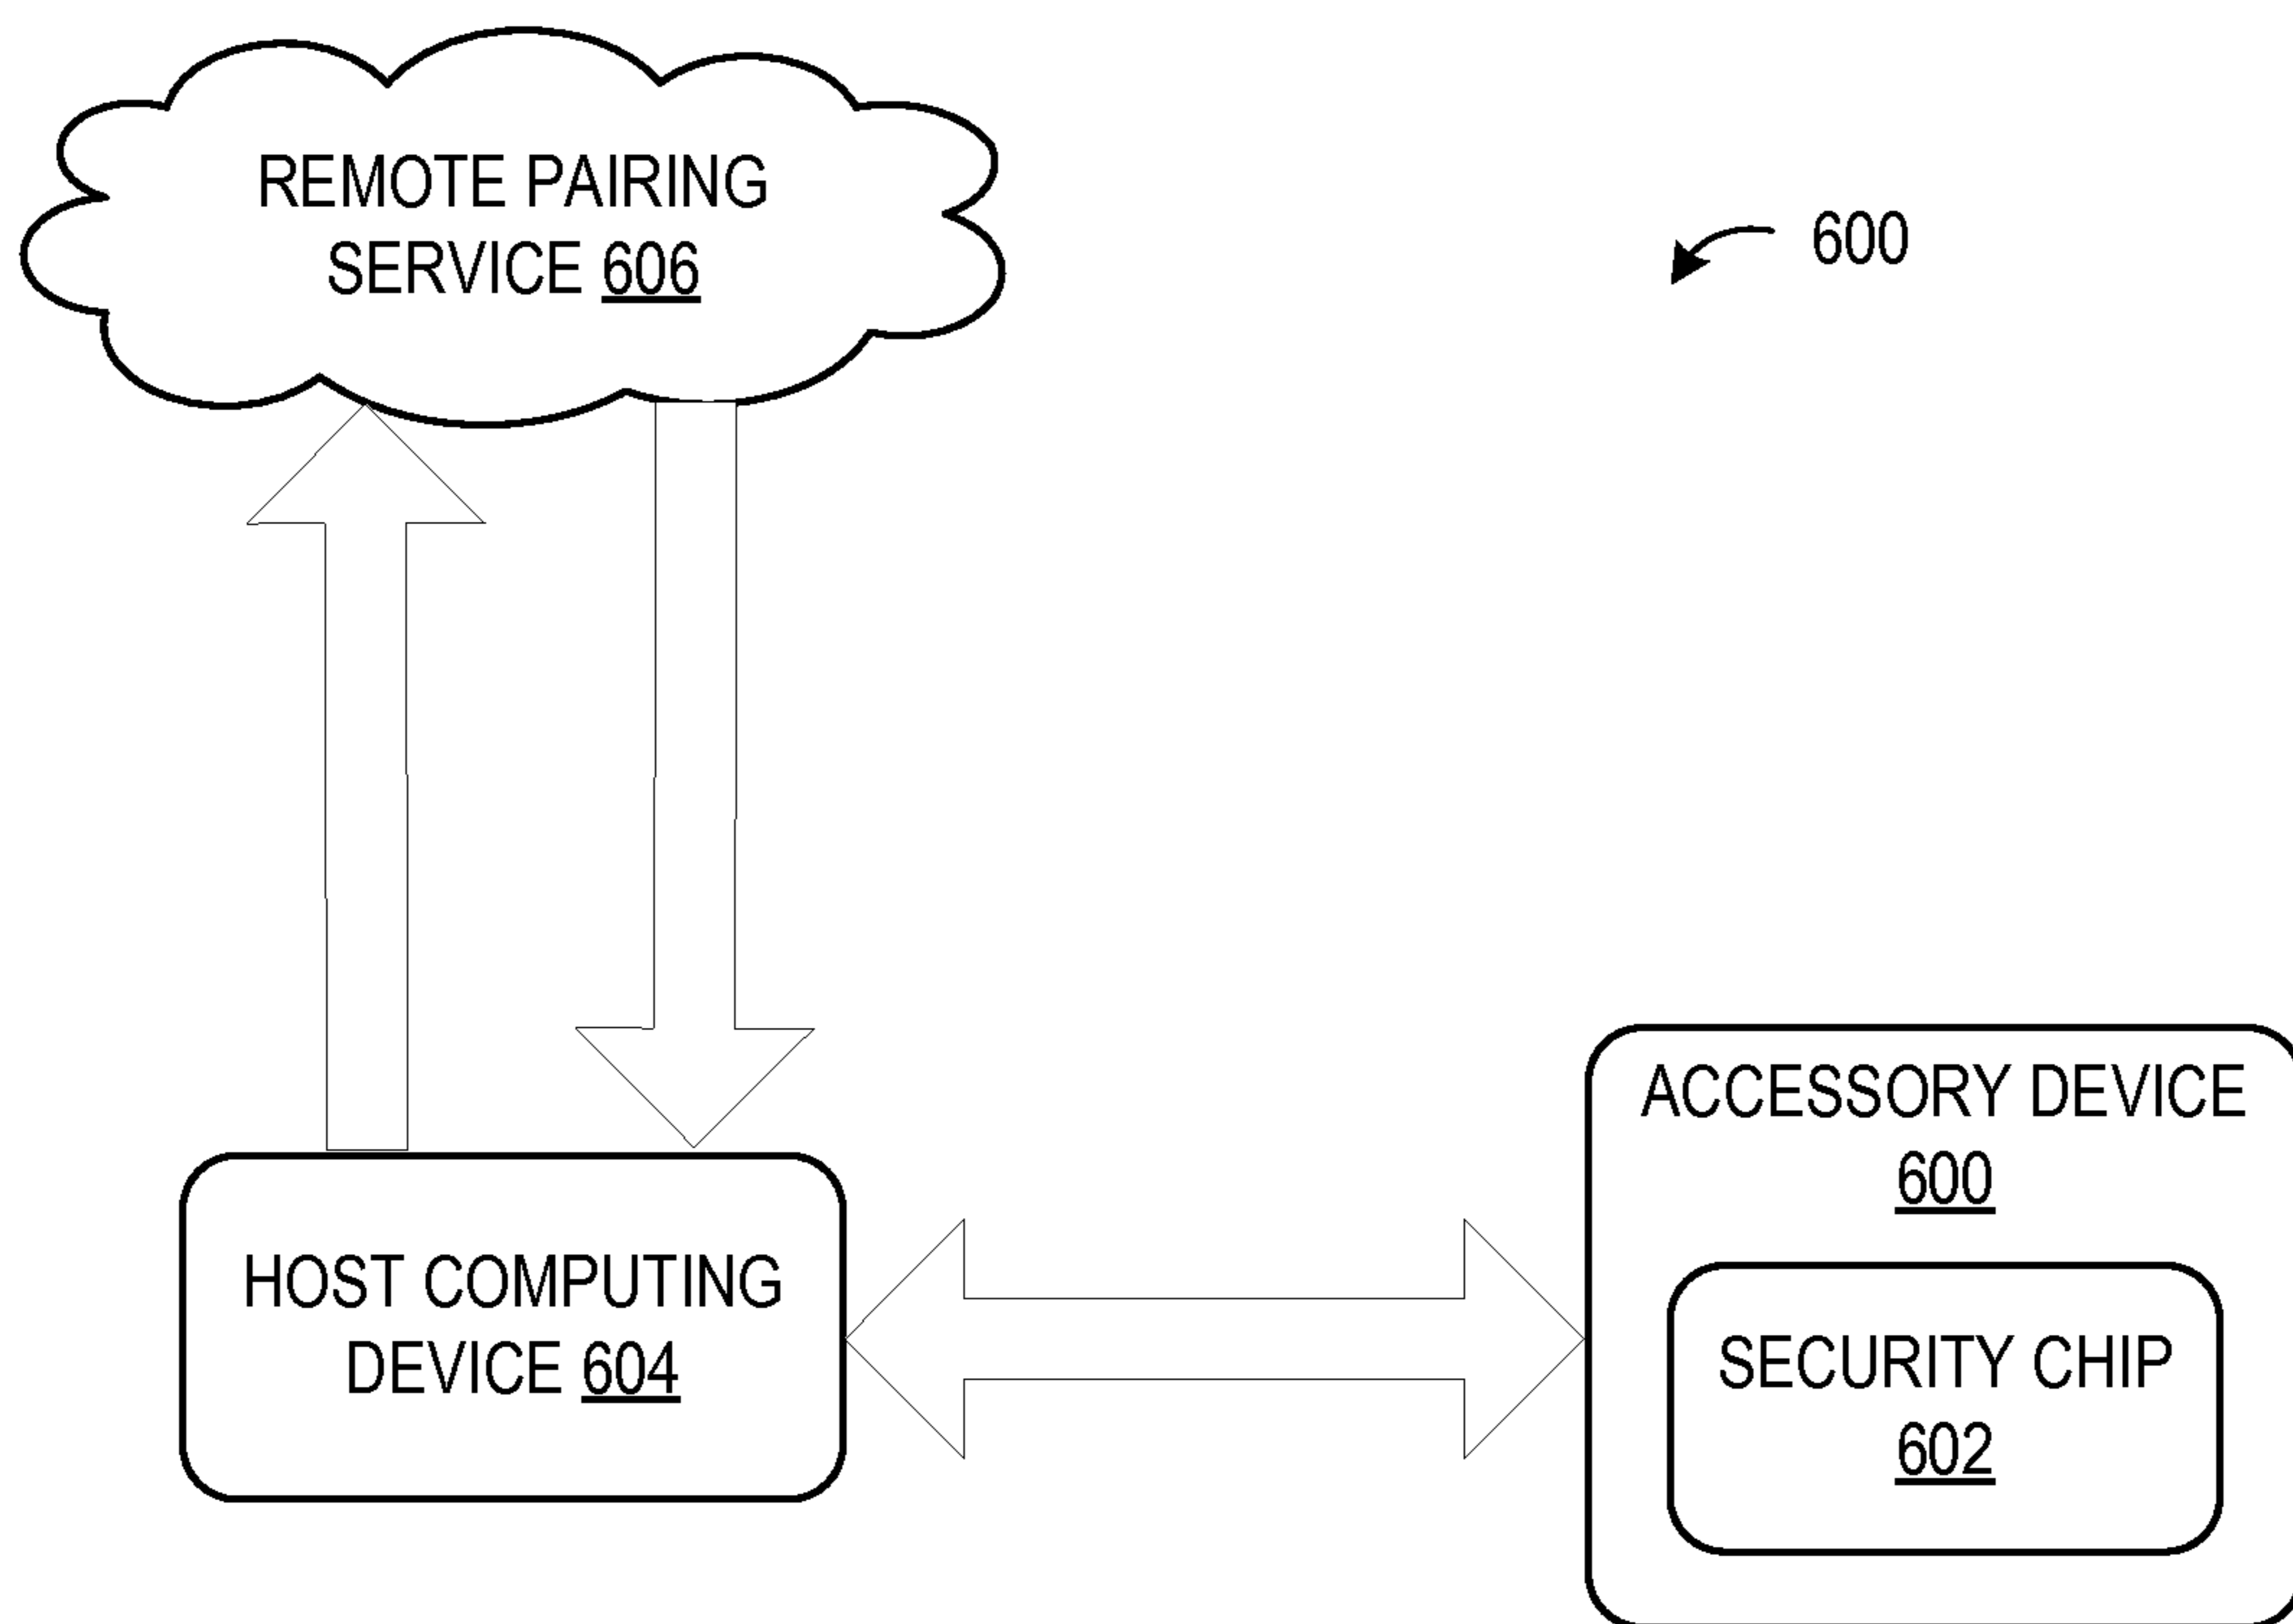 REMOTE PAIRING
SERVICE 606
600
ACCESSORY DEVICE
600
HOST COMPUTING
DEVICE 604
SECURITY CHIP
602